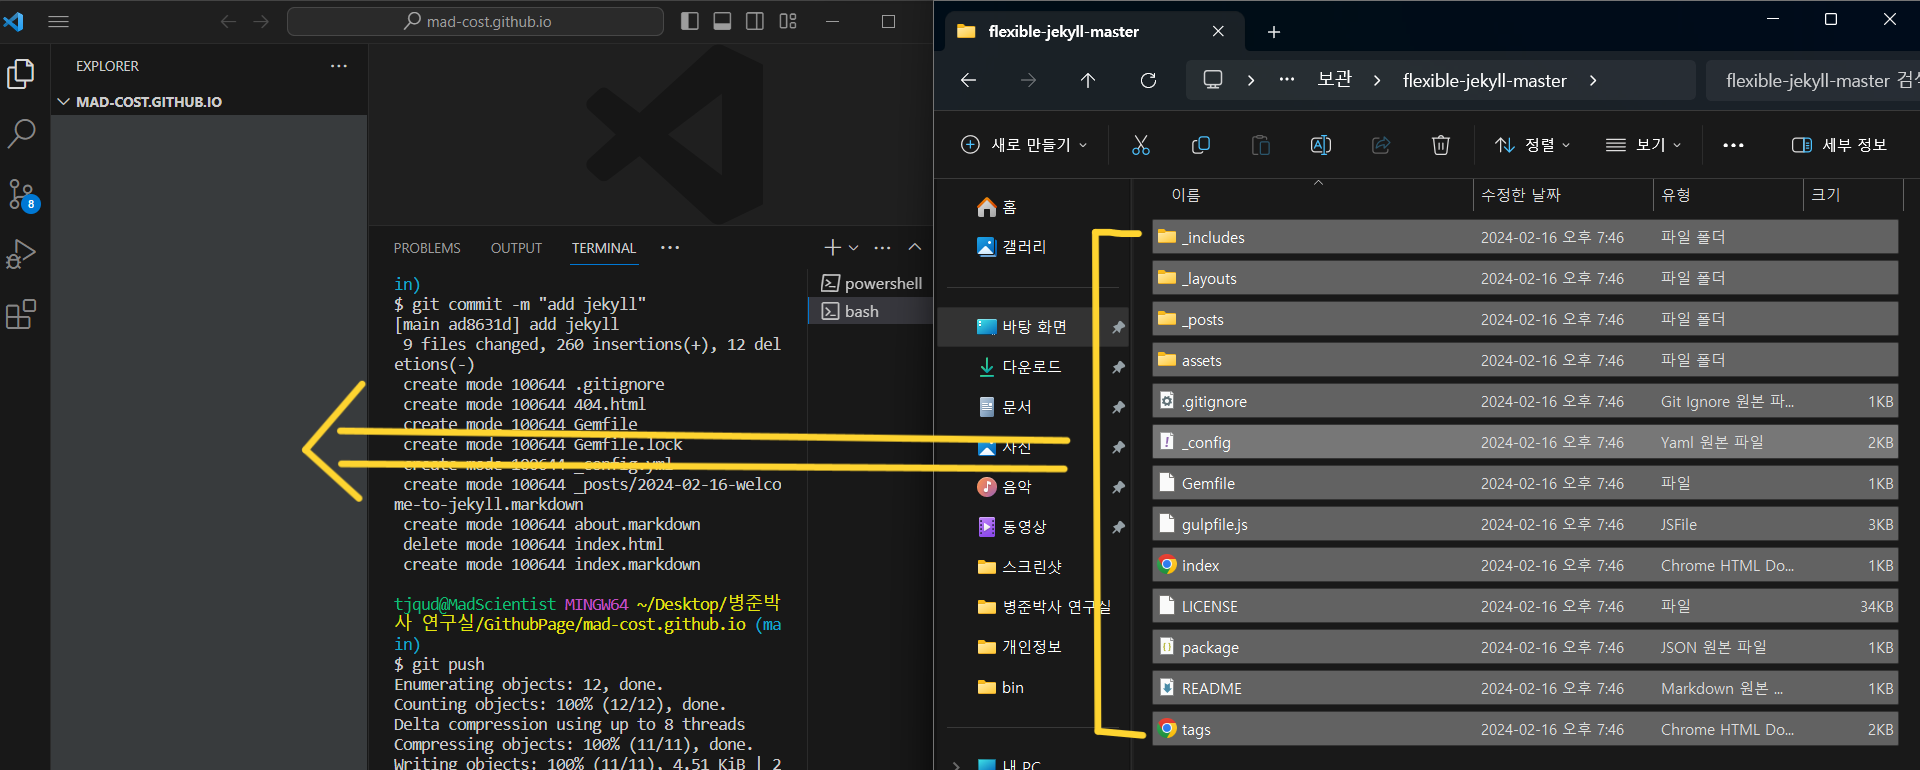 mad-cost.github.io
EXPLORER
MAD-COST.GITHUB.IO
8
PROBLEMS OUTPUT TERMINAL
powershell
bash
in)
$ git commit -m "add jekyll"
[main ad8631d] add jekyll
9 files changed, 260 insertions(+), 12 del
etions(-)
create mode 100644 .gitignore
create mode 100644 404.html
create mode 100644 Gemfile
create mode 100644 Gemfile.lock
create mode 100644 _config.yml
create mode 100644 _posts/2024-02-16-welco
me-to-jekyll.markdown
create mode 100644 about.markdown
delete mode 100644 index.html
create mode 100644 index.markdown
tjqud@MadScientist MINGW64 ~/Desktop/병준박
사 연구실/GithubPage/mad-cost.github.io (ma
in)
$ git push
Enumerating objects: 12, done.
Counting objects: 100% (12/12), done.
Delta compression using up to 8 threads
Compressing objects: 100% (11/11), done.
Writing objects: 100% (11/11), 4.51 KiB | 2
flexible-jekyll-master
보관 > flexible-jekyll-master >
flexible-jekyll-master 검색
새로 만들기
정렬
보기
세부 정보
홈
갤러리
바탕 화면
다운로드
문서
사진
음악
동영상
스크린샷
병준박사 연구실
개인정보
bin
내 PC
이름 수정한 날짜 유형 크기
_includes 2024-02-16 오후 7:46 파일 폴더
_layouts 2024-02-16 오후 7:46 파일 폴더
_posts 2024-02-16 오후 7:46 파일 폴더
assets 2024-02-16 오후 7:46 파일 폴더
.gitignore 2024-02-16 오후 7:46 Git Ignore 원본 파... 1KB
_config 2024-02-16 오후 7:46 Yaml 원본 파일 2KB
Gemfile 2024-02-16 오후 7:46 파일 1KB
gulpfile.js 2024-02-16 오후 7:46 JSFile 3KB
index 2024-02-16 오후 7:46 Chrome HTML Do... 1KB
LICENSE 2024-02-16 오후 7:46 파일 34KB
package 2024-02-16 오후 7:46 JSON 원본 파일 1KB
README 2024-02-16 오후 7:46 Markdown 원본 ... 1KB
tags 2024-02-16 오후 7:46 Chrome HTML Do... 2KB